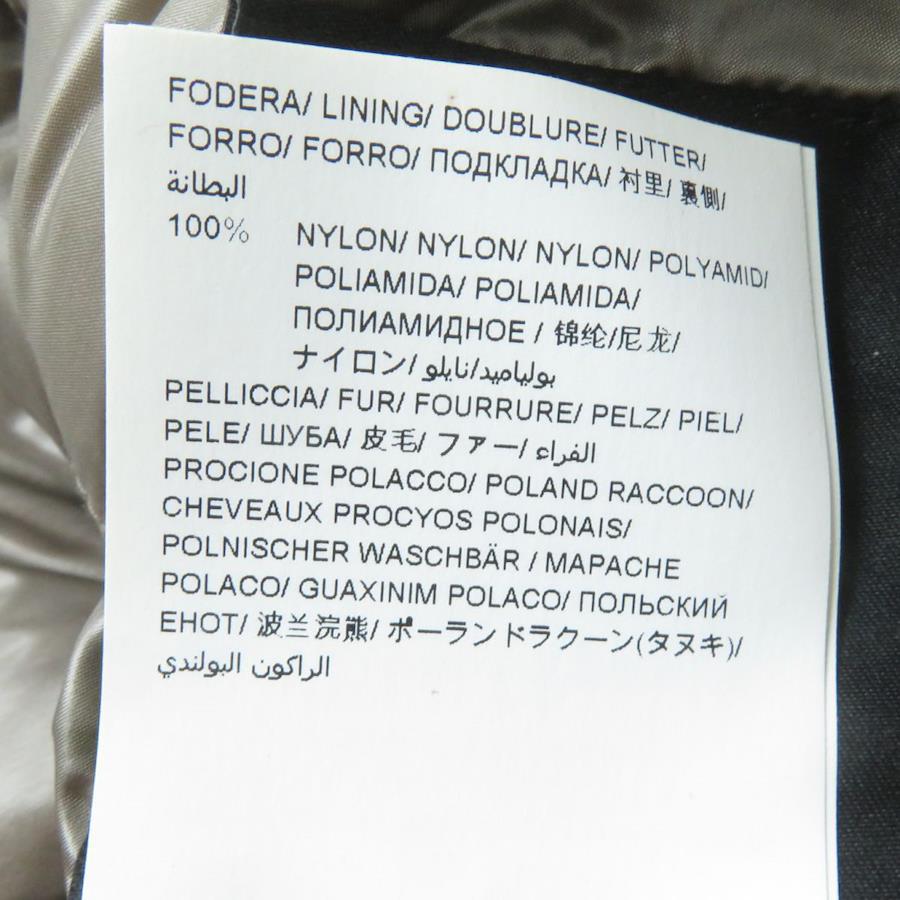 FODERA/ LINING/ DOUBLURE/ FUTTER/
FORRO/ FORRO/ ПОДКЛАДКА/ 衬里/ 裏側/
البطانة
100%
NYLON/ NYLON/ NYLON/ POLYAMID/
POLIAMIDA/ POLIAMIDA/
ПОЛИАМИДНОЕ / 锦纶/尼龙/
ナイロン/ بولياميد/نايلو
PELLICCIA/ FUR/ FOURRURE/ PELZ/ PIEL/
PELE/ ШУБА/ 皮毛/ ファー/ الفراء
PROCIONE POLACCO/ POLAND RACCOON/
CHEVEAUX PROCYOS POLONAIS/
POLNISCHER WASCHBÄR / MAPACHE
POLACO/ GUAXINIM POLACO/ ПОЛЬСКИЙ
ЕНОТ/ 波兰浣熊/ ポーランドラクーン(タヌキ)/
الراكون البولندي